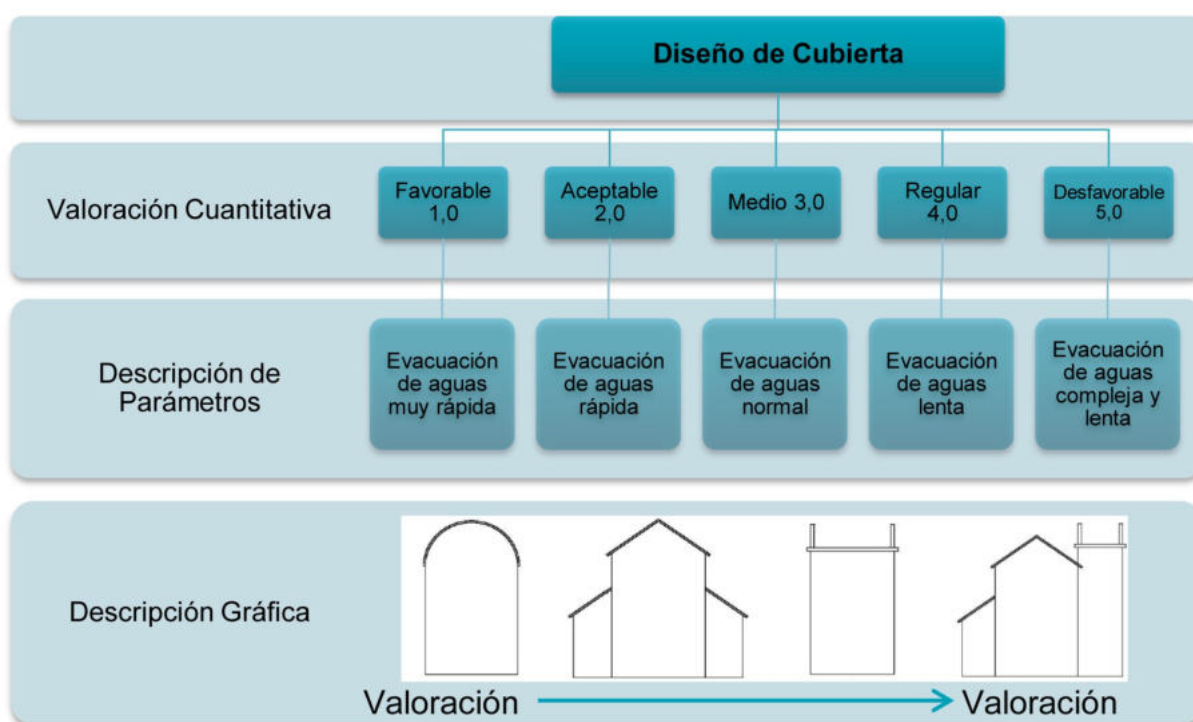 Diseño de Cubierta
Valoración Cuantitativa
Favorable
1,0
Aceptable
2,0
Medio 3,0
Regular
4,0
Desfavorable
5,0
Descripción de
Parámetros
Evacuación
de aguas
muy rápida
Evacuación
de aguas
rápida
Evacuación
de aguas
normal
Evacuación
de aguas
lenta
Evacuación
de aguas
compleja y
lenta
Descripción Gráfica
Valoración
Valoración